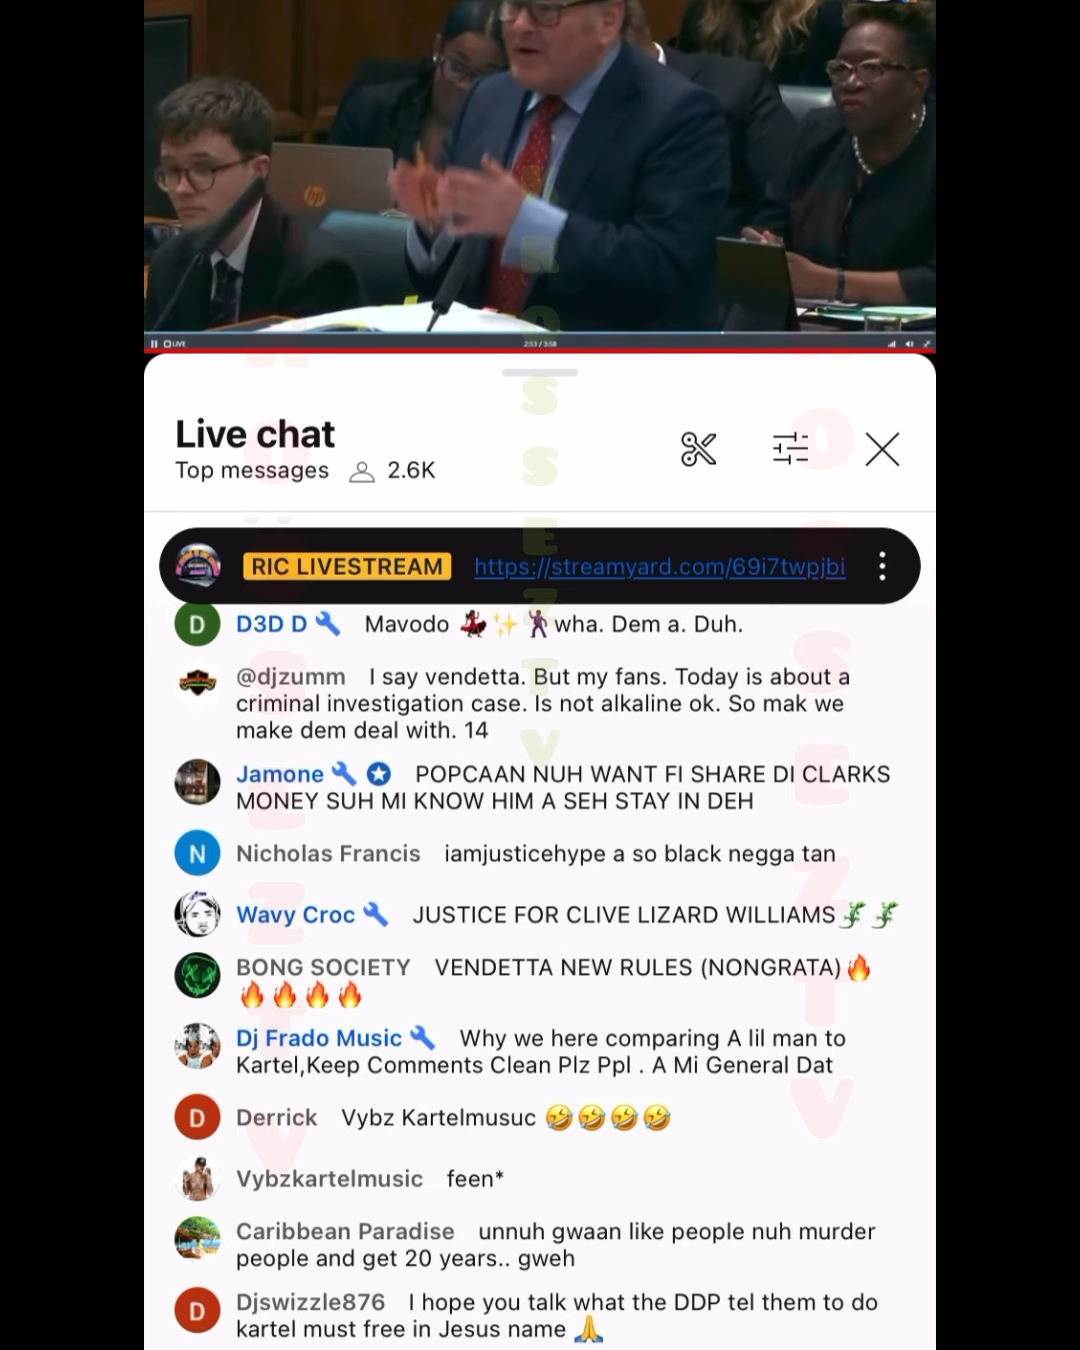 hp
LIVE
2:53 / 3:58
Live chat
Top messages 2.6K
RIC LIVESTREAM https://streamyard.com/69i7twpjbi
D D3D D 🔧 Mavodo 💃🏿✨🕺🏾wha. Dem a. Duh.
@djzumm I say vendetta. But my fans. Today is about a
criminal investigation case. Is not alkaline ok. So mak we
make dem deal with. 14
Jamone 🔧 POPCAAN NUH WANT FI SHARE DI CLARKS
MONEY SUH MI KNOW HIM A SEH STAY IN DEH
N Nicholas Francis iamjusticehype a so black negga tan
Wavy Croc 🔧 JUSTICE FOR CLIVE LIZARD WILLIAMS🦎🦎
BONG SOCIETY VENDETTA NEW RULES (NONGRATA)🔥
🔥🔥🔥🔥
Dj Frado Music 🔧 Why we here comparing A lil man to
Kartel,Keep Comments Clean Plz Ppl . A Mi General Dat
D Derrick Vybz Kartelmusuc 🤣🤣🤣🤣
Vybzkartelmusic feen*
Caribbean Paradise unnuh gwaan like people nuh murder
people and get 20 years.. gweh
D Djswizzle876 I hope you talk what the DDP tel them to do
kartel must free in Jesus name 🙏